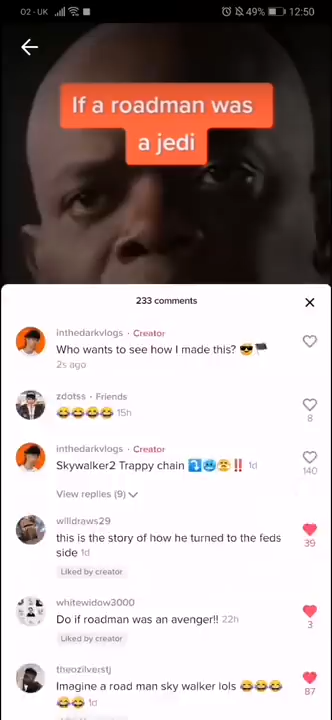 O2 - UK 49% 12:50
If a roadman was
a jedi
233 comments
inthedarkvlogs · Creator
Who wants to see how I made this? 😎🏴
2s ago
zdotss · Friends
😂😂😂😂 15h
8
inthedarkvlogs · Creator
Skywalker2 Trappy chain ⤵️🥶😤‼️ 1d
140
View replies (9)
willdraws29
this is the story of how he turned to the feds
side 1d
39
Liked by creator
whitewidow3000
Do if roadman was an avenger!! 22h
3
Liked by creator
theozilverstj
Imagine a road man sky walker lols 😂😂😂
😂😂 1d
87